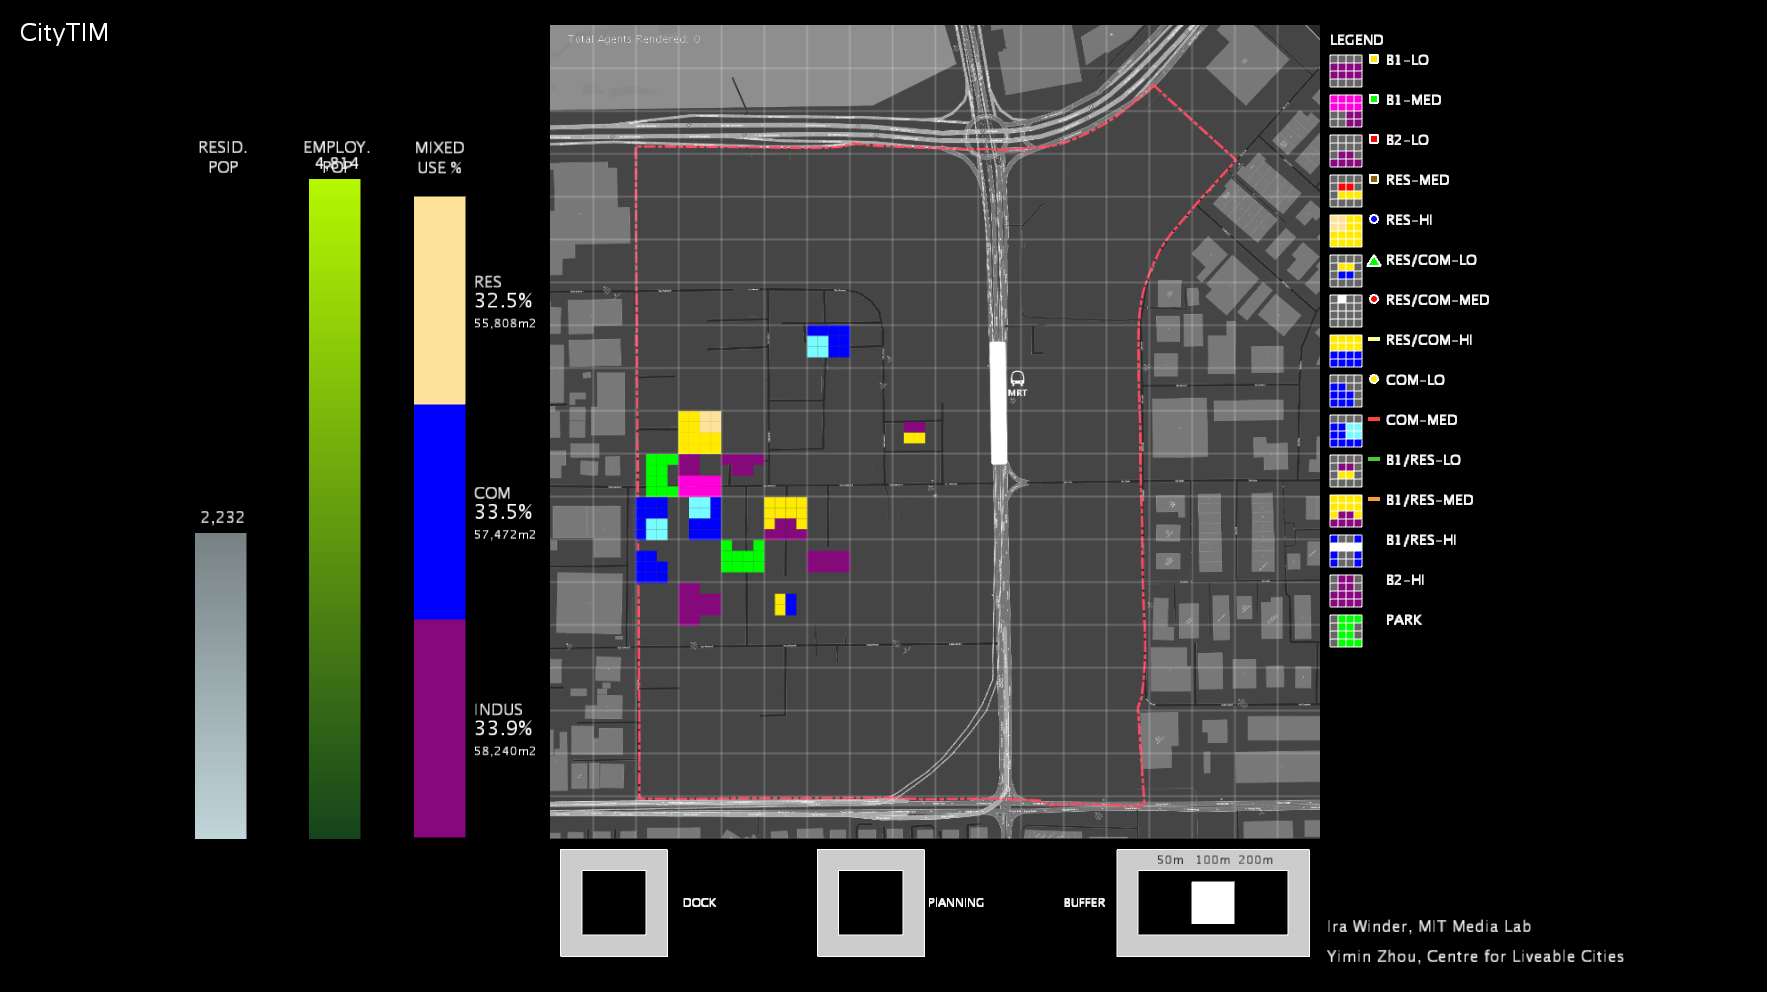 CityTIM
Total Agents Rendered: 0
RESID.
POP
2,232
EMPLOY.
POP
4,814
MIXED
USE %
RES
32.5%
55,808m2
COM
33.5%
57,472m2
INDUS
33.9%
58,240m2
MRT
LEGEND
B1-LO
B1-MED
B2-LO
RES-MED
RES-HI
RES/COM-LO
RES/COM-MED
RES/COM-HI
COM-LO
COM-MED
B1/RES-LO
B1/RES-MED
B1/RES-HI
B2-HI
PARK
DOCK
PlANNING
BUFFER
50m 100m 200m
Ira Winder, MIT Media Lab
Yimin Zhou, Centre for Liveable Cities